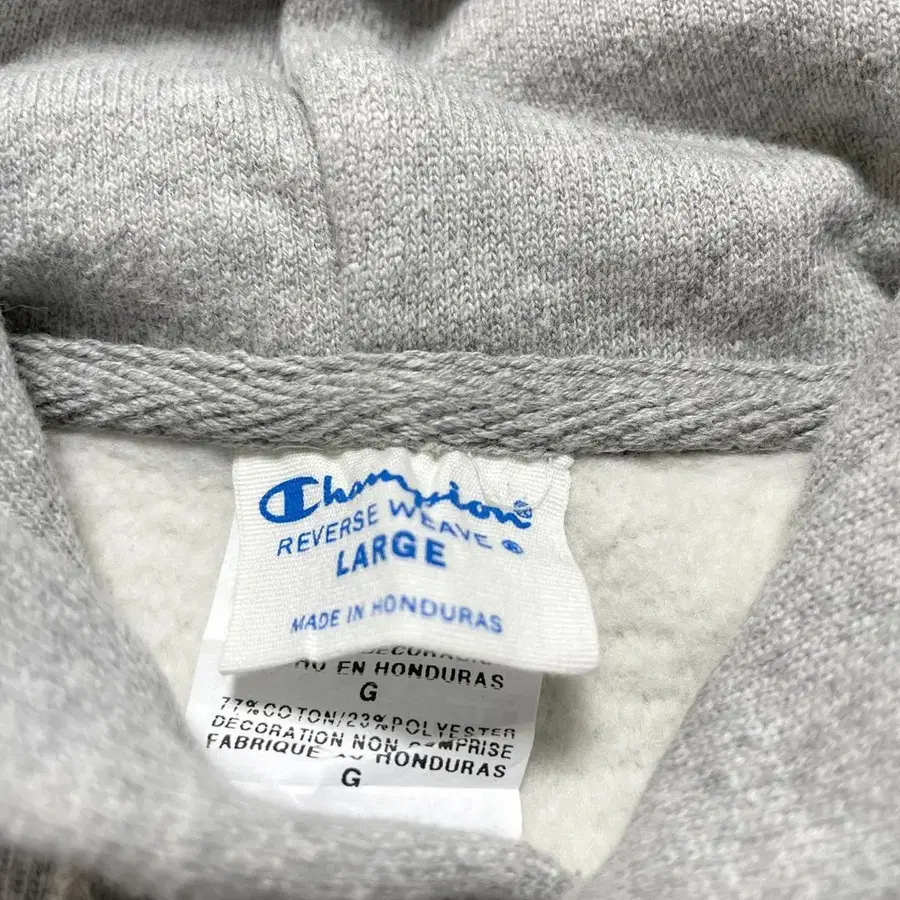 Champion®
REVERSE WEAVE ®
LARGE
MADE IN HONDURAS
EN HONDURAS
G
77%COTON/23%POLYESTER
DECORATION NON COMPRISE
FABRIQUE AU HONDURAS
G